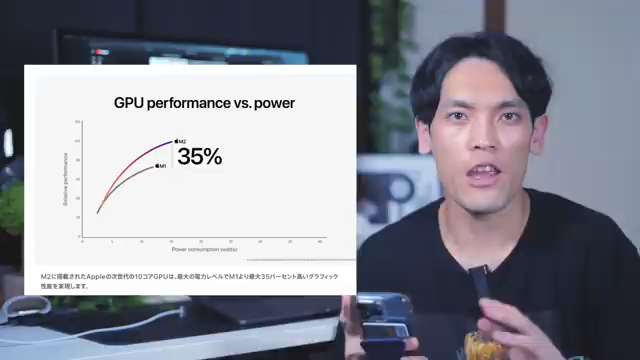 GPU performance vs. power
M2
35%
M1
Relative performance
Power consumption (watts)
M2に搭載されたAppleの次世代の10コアGPUは、最大の電力レベルでM1より最大35パーセント高いグラフィック
性能を実現します。